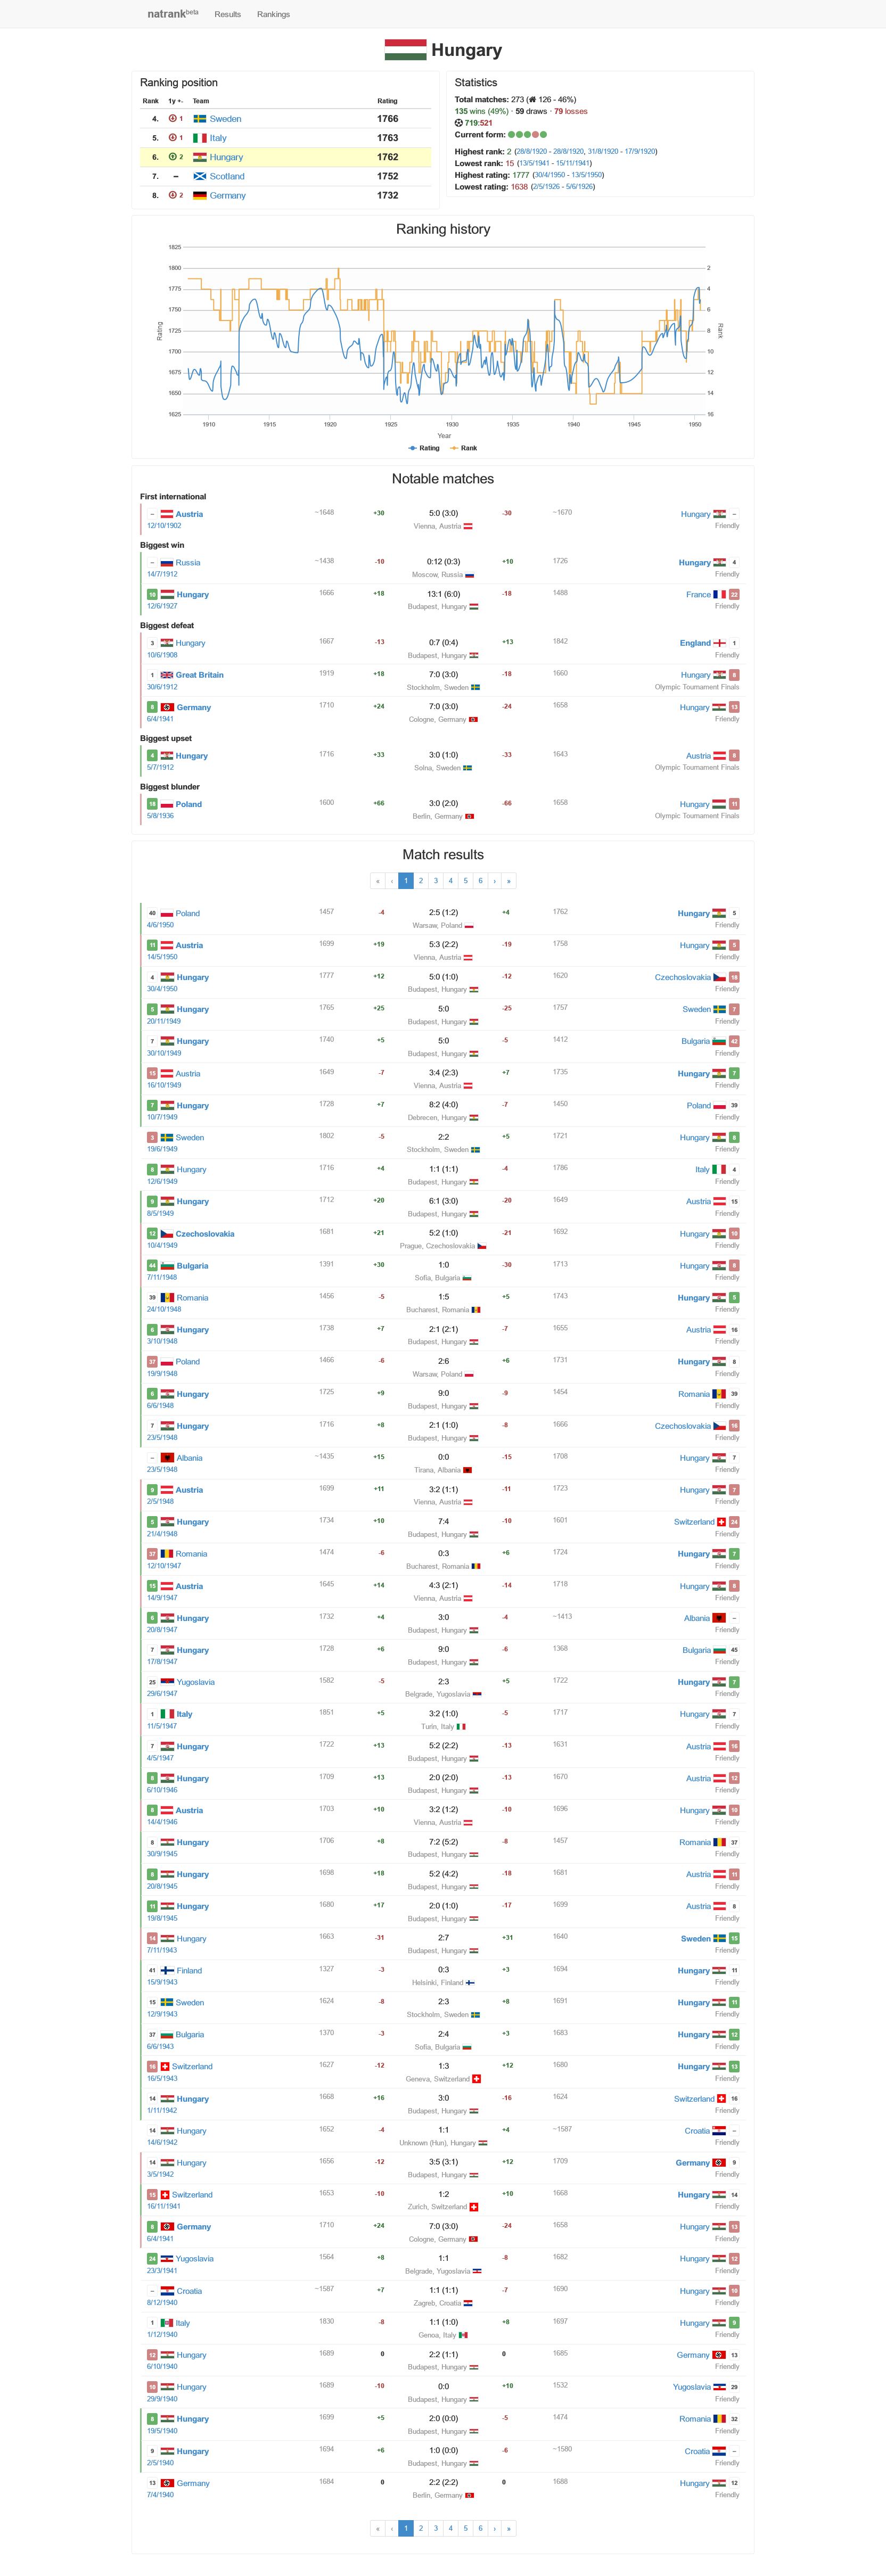 natrankbeta Results Rankings
Hungary
Ranking position
Rank 1y +- Team Rating
4. 1 Sweden 1766
5. 1 Italy 1763
6. 2 Hungary 1762
7. – Scotland 1752
8. 2 Germany 1732
Statistics
Total matches: 273 ( 126 - 46%)
135 wins (49%) · 59 draws · 79 losses
719:521
Current form:
Highest rank: 2 (28/8/1920 - 28/8/1920, 31/8/1920 - 17/9/1920)
Lowest rank: 15 (13/5/1941 - 15/11/1941)
Highest rating: 1777 (30/4/1950 - 13/5/1950)
Lowest rating: 1638 (2/5/1926 - 5/6/1926)
Ranking history
1825
1800 2
1775 4
1750 6
1725 8
1700 10
1675 12
1650 14
1625 16
Rating
Rank
1910 1915 1920 1925 1930 1935 1940 1945 1950
Year
Rating Rank
Notable matches
First international
– Austria ~1648 +30 5:0 (3:0) -30 ~1670 Hungary –
12/10/1902 Vienna, Austria Friendly
Biggest win
– Russia ~1438 -10 0:12 (0:3) +10 1726 Hungary 4
14/7/1912 Moscow, Russia Friendly
10 Hungary 1666 +18 13:1 (6:0) -18 1488 France 22
12/6/1927 Budapest, Hungary Friendly
Biggest defeat
3 Hungary 1667 -13 0:7 (0:4) +13 1842 England 1
10/6/1908 Budapest, Hungary Friendly
1 Great Britain 1919 +18 7:0 (3:0) -18 1660 Hungary 8
30/6/1912 Stockholm, Sweden Olympic Tournament Finals
8 Germany 1710 +24 7:0 (3:0) -24 1658 Hungary 13
6/4/1941 Cologne, Germany Friendly
Biggest upset
4 Hungary 1716 +33 3:0 (1:0) -33 1643 Austria 9
5/7/1912 Solna, Sweden Olympic Tournament Finals
Biggest blunder
18 Poland 1600 +66 3:0 (2:0) -66 1658 Hungary 11
5/8/1936 Berlin, Germany Olympic Tournament Finals
Match results
« ‹ 1 2 3 4 5 6 › »
40 Poland 1457 -4 2:5 (1:2) +4 1762 Hungary 5
4/6/1950 Warsaw, Poland Friendly
11 Austria 1699 +19 5:3 (2:2) -19 1758 Hungary 5
14/5/1950 Vienna, Austria Friendly
4 Hungary 1777 +12 5:0 (1:0) -12 1620 Czechoslovakia 18
30/4/1950 Budapest, Hungary Friendly
5 Hungary 1765 +25 5:0 -25 1757 Sweden 7
20/11/1949 Budapest, Hungary Friendly
7 Hungary 1740 +5 5:0 -5 1412 Bulgaria 42
30/10/1949 Budapest, Hungary Friendly
15 Austria 1649 -7 3:4 (2:3) +7 1735 Hungary 7
16/10/1949 Vienna, Austria Friendly
7 Hungary 1728 +7 8:2 (4:0) -7 1450 Poland 39
10/7/1949 Debrecen, Hungary Friendly
3 Sweden 1802 -5 2:2 +5 1721 Hungary 8
19/6/1949 Stockholm, Sweden Friendly
8 Hungary 1716 +4 1:1 (1:1) -4 1786 Italy 4
12/6/1949 Budapest, Hungary Friendly
9 Hungary 1712 +20 6:1 (3:0) -20 1649 Austria 15
8/5/1949 Budapest, Hungary Friendly
12 Czechoslovakia 1681 +21 5:2 (1:0) -21 1692 Hungary 10
10/4/1949 Prague, Czechoslovakia Friendly
44 Bulgaria 1391 +30 1:0 -30 1713 Hungary 8
7/11/1948 Sofia, Bulgaria Friendly
39 Romania 1456 -5 1:5 +5 1743 Hungary 5
24/10/1948 Bucharest, Romania Friendly
6 Hungary 1738 +7 2:1 (2:1) -7 1655 Austria 16
3/10/1948 Budapest, Hungary Friendly
37 Poland 1466 -6 2:6 +6 1731 Hungary 8
19/9/1948 Warsaw, Poland Friendly
6 Hungary 1725 +9 9:0 -9 1454 Romania 39
6/6/1948 Budapest, Hungary Friendly
7 Hungary 1716 +8 2:1 (1:0) -8 1666 Czechoslovakia 16
23/5/1948 Budapest, Hungary Friendly
– Albania ~1435 +15 0:0 -15 1708 Hungary 7
23/5/1948 Tirana, Albania Friendly
9 Austria 1699 +11 3:2 (1:1) -11 1723 Hungary 7
2/5/1948 Vienna, Austria Friendly
5 Hungary 1734 +10 7:4 -10 1601 Switzerland 24
21/4/1948 Budapest, Hungary Friendly
37 Romania 1474 -6 0:3 +6 1724 Hungary 7
12/10/1947 Bucharest, Romania Friendly
15 Austria 1645 +14 4:3 (2:1) -14 1718 Hungary 8
14/9/1947 Vienna, Austria Friendly
6 Hungary 1732 +4 3:0 -4 ~1413 Albania –
20/8/1947 Budapest, Hungary Friendly
7 Hungary 1728 +6 9:0 -6 1368 Bulgaria 45
17/8/1947 Budapest, Hungary Friendly
25 Yugoslavia 1582 -5 2:3 +5 1722 Hungary 7
29/6/1947 Belgrade, Yugoslavia Friendly
1 Italy 1851 +5 3:2 (1:0) -5 1717 Hungary 7
11/5/1947 Turin, Italy Friendly
7 Hungary 1722 +13 5:2 (2:2) -13 1631 Austria 16
4/5/1947 Budapest, Hungary Friendly
8 Hungary 1709 +13 2:0 (2:0) -13 1670 Austria 12
6/10/1946 Budapest, Hungary Friendly
8 Austria 1703 +10 3:2 (1:2) -10 1696 Hungary 10
14/4/1946 Vienna, Austria Friendly
8 Hungary 1706 +8 7:2 (5:2) -8 1457 Romania 37
30/9/1945 Budapest, Hungary Friendly
8 Hungary 1698 +18 5:2 (4:2) -18 1681 Austria 11
20/8/1945 Budapest, Hungary Friendly
11 Hungary 1680 +17 2:0 (1:0) -17 1699 Austria 8
19/8/1945 Budapest, Hungary Friendly
14 Hungary 1663 -31 2:7 +31 1640 Sweden 15
7/11/1943 Budapest, Hungary Friendly
41 Finland 1327 -3 0:3 +3 1694 Hungary 11
15/9/1943 Helsinki, Finland Friendly
15 Sweden 1624 -8 2:3 +8 1691 Hungary 11
12/9/1943 Stockholm, Sweden Friendly
37 Bulgaria 1370 -3 2:4 +3 1683 Hungary 12
6/6/1943 Sofia, Bulgaria Friendly
16 Switzerland 1627 -12 1:3 +12 1680 Hungary 13
16/5/1943 Geneva, Switzerland Friendly
14 Hungary 1668 +16 3:0 -16 1624 Switzerland 16
1/11/1942 Budapest, Hungary Friendly
14 Hungary 1652 -4 1:1 +4 ~1587 Croatia –
14/6/1942 Unknown (Hun), Hungary Friendly
14 Hungary 1656 -12 3:5 (3:1) +12 1709 Germany 9
3/5/1942 Budapest, Hungary Friendly
15 Switzerland 1653 -10 1:2 +10 1668 Hungary 14
16/11/1941 Zurich, Switzerland Friendly
8 Germany 1710 +24 7:0 (3:0) -24 1658 Hungary 13
6/4/1941 Cologne, Germany Friendly
24 Yugoslavia 1564 +8 1:1 -8 1682 Hungary 12
23/3/1941 Belgrade, Yugoslavia Friendly
– Croatia ~1587 +7 1:1 (1:1) -7 1690 Hungary 10
8/12/1940 Zagreb, Croatia Friendly
1 Italy 1830 -8 1:1 (1:0) +8 1697 Hungary 9
1/12/1940 Genoa, Italy Friendly
12 Hungary 1689 0 2:2 (1:1) 0 1685 Germany 13
6/10/1940 Budapest, Hungary Friendly
10 Hungary 1689 -10 0:0 +10 1532 Yugoslavia 29
29/9/1940 Budapest, Hungary Friendly
8 Hungary 1699 +5 2:0 (0:0) -5 1474 Romania 32
19/5/1940 Budapest, Hungary Friendly
9 Hungary 1694 +6 1:0 (0:0) -6 ~1580 Croatia –
2/5/1940 Budapest, Hungary Friendly
13 Germany 1684 0 2:2 (2:2) 0 1688 Hungary 12
7/4/1940 Berlin, Germany Friendly
« ‹ 1 2 3 4 5 6 › »